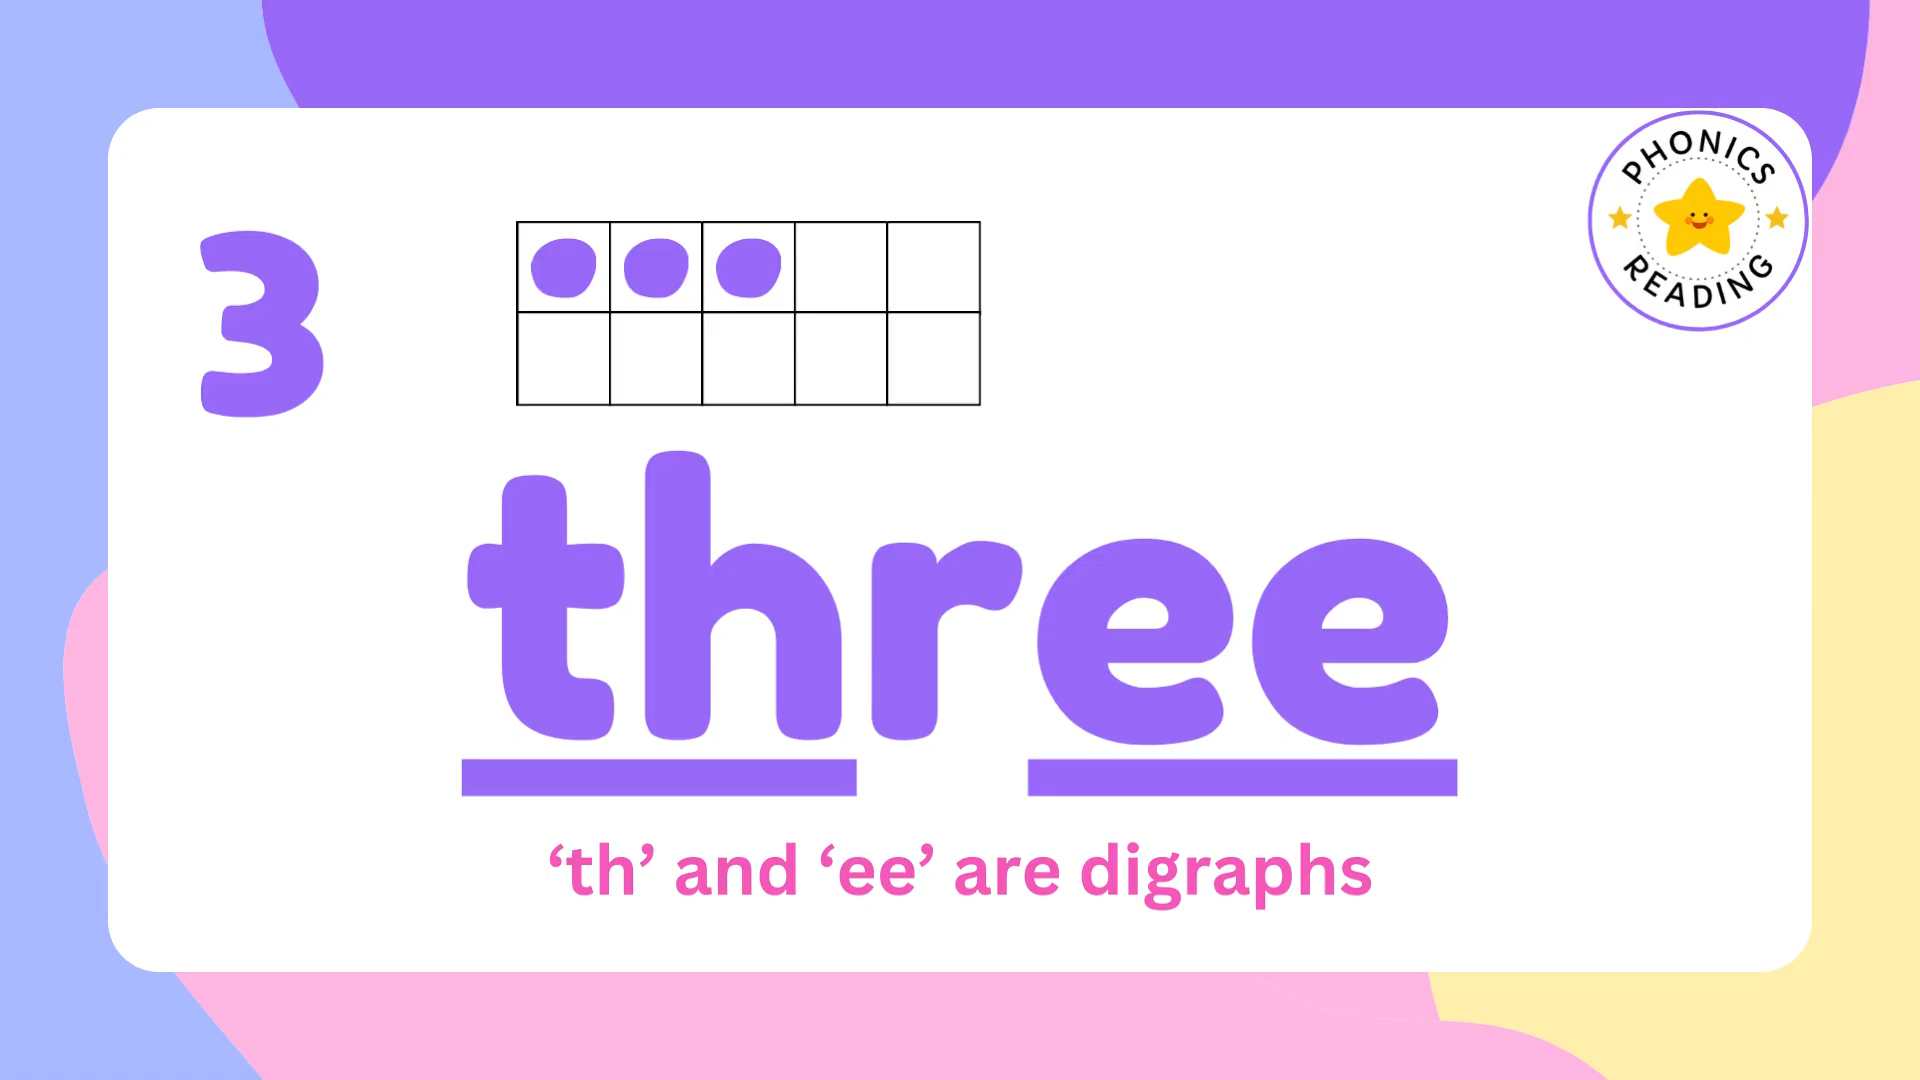 PHONICS
READING
3
three
‘th’ and ‘ee’ are digraphs